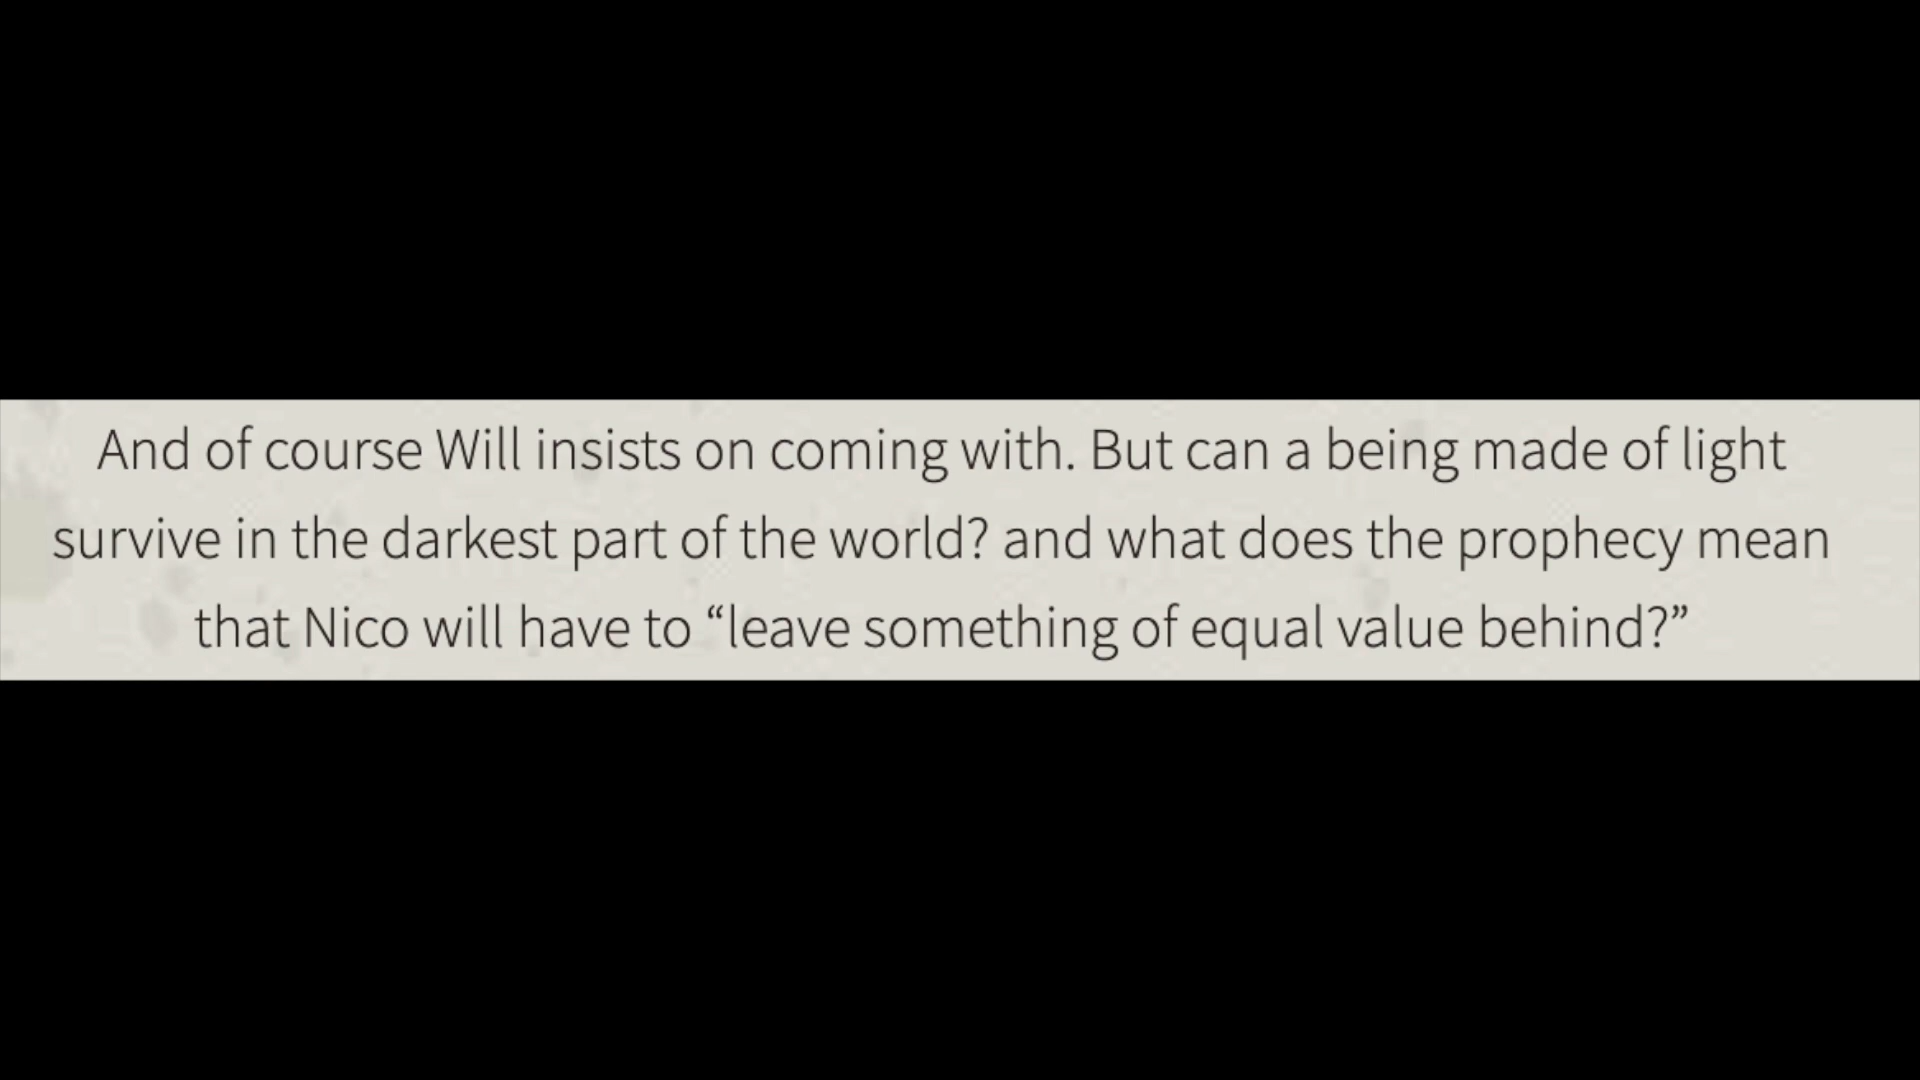 And of course Will insists on coming with. But can a being made of light
survive in the darkest part of the world? and what does the prophecy mean
that Nico will have to “leave something of equal value behind?”